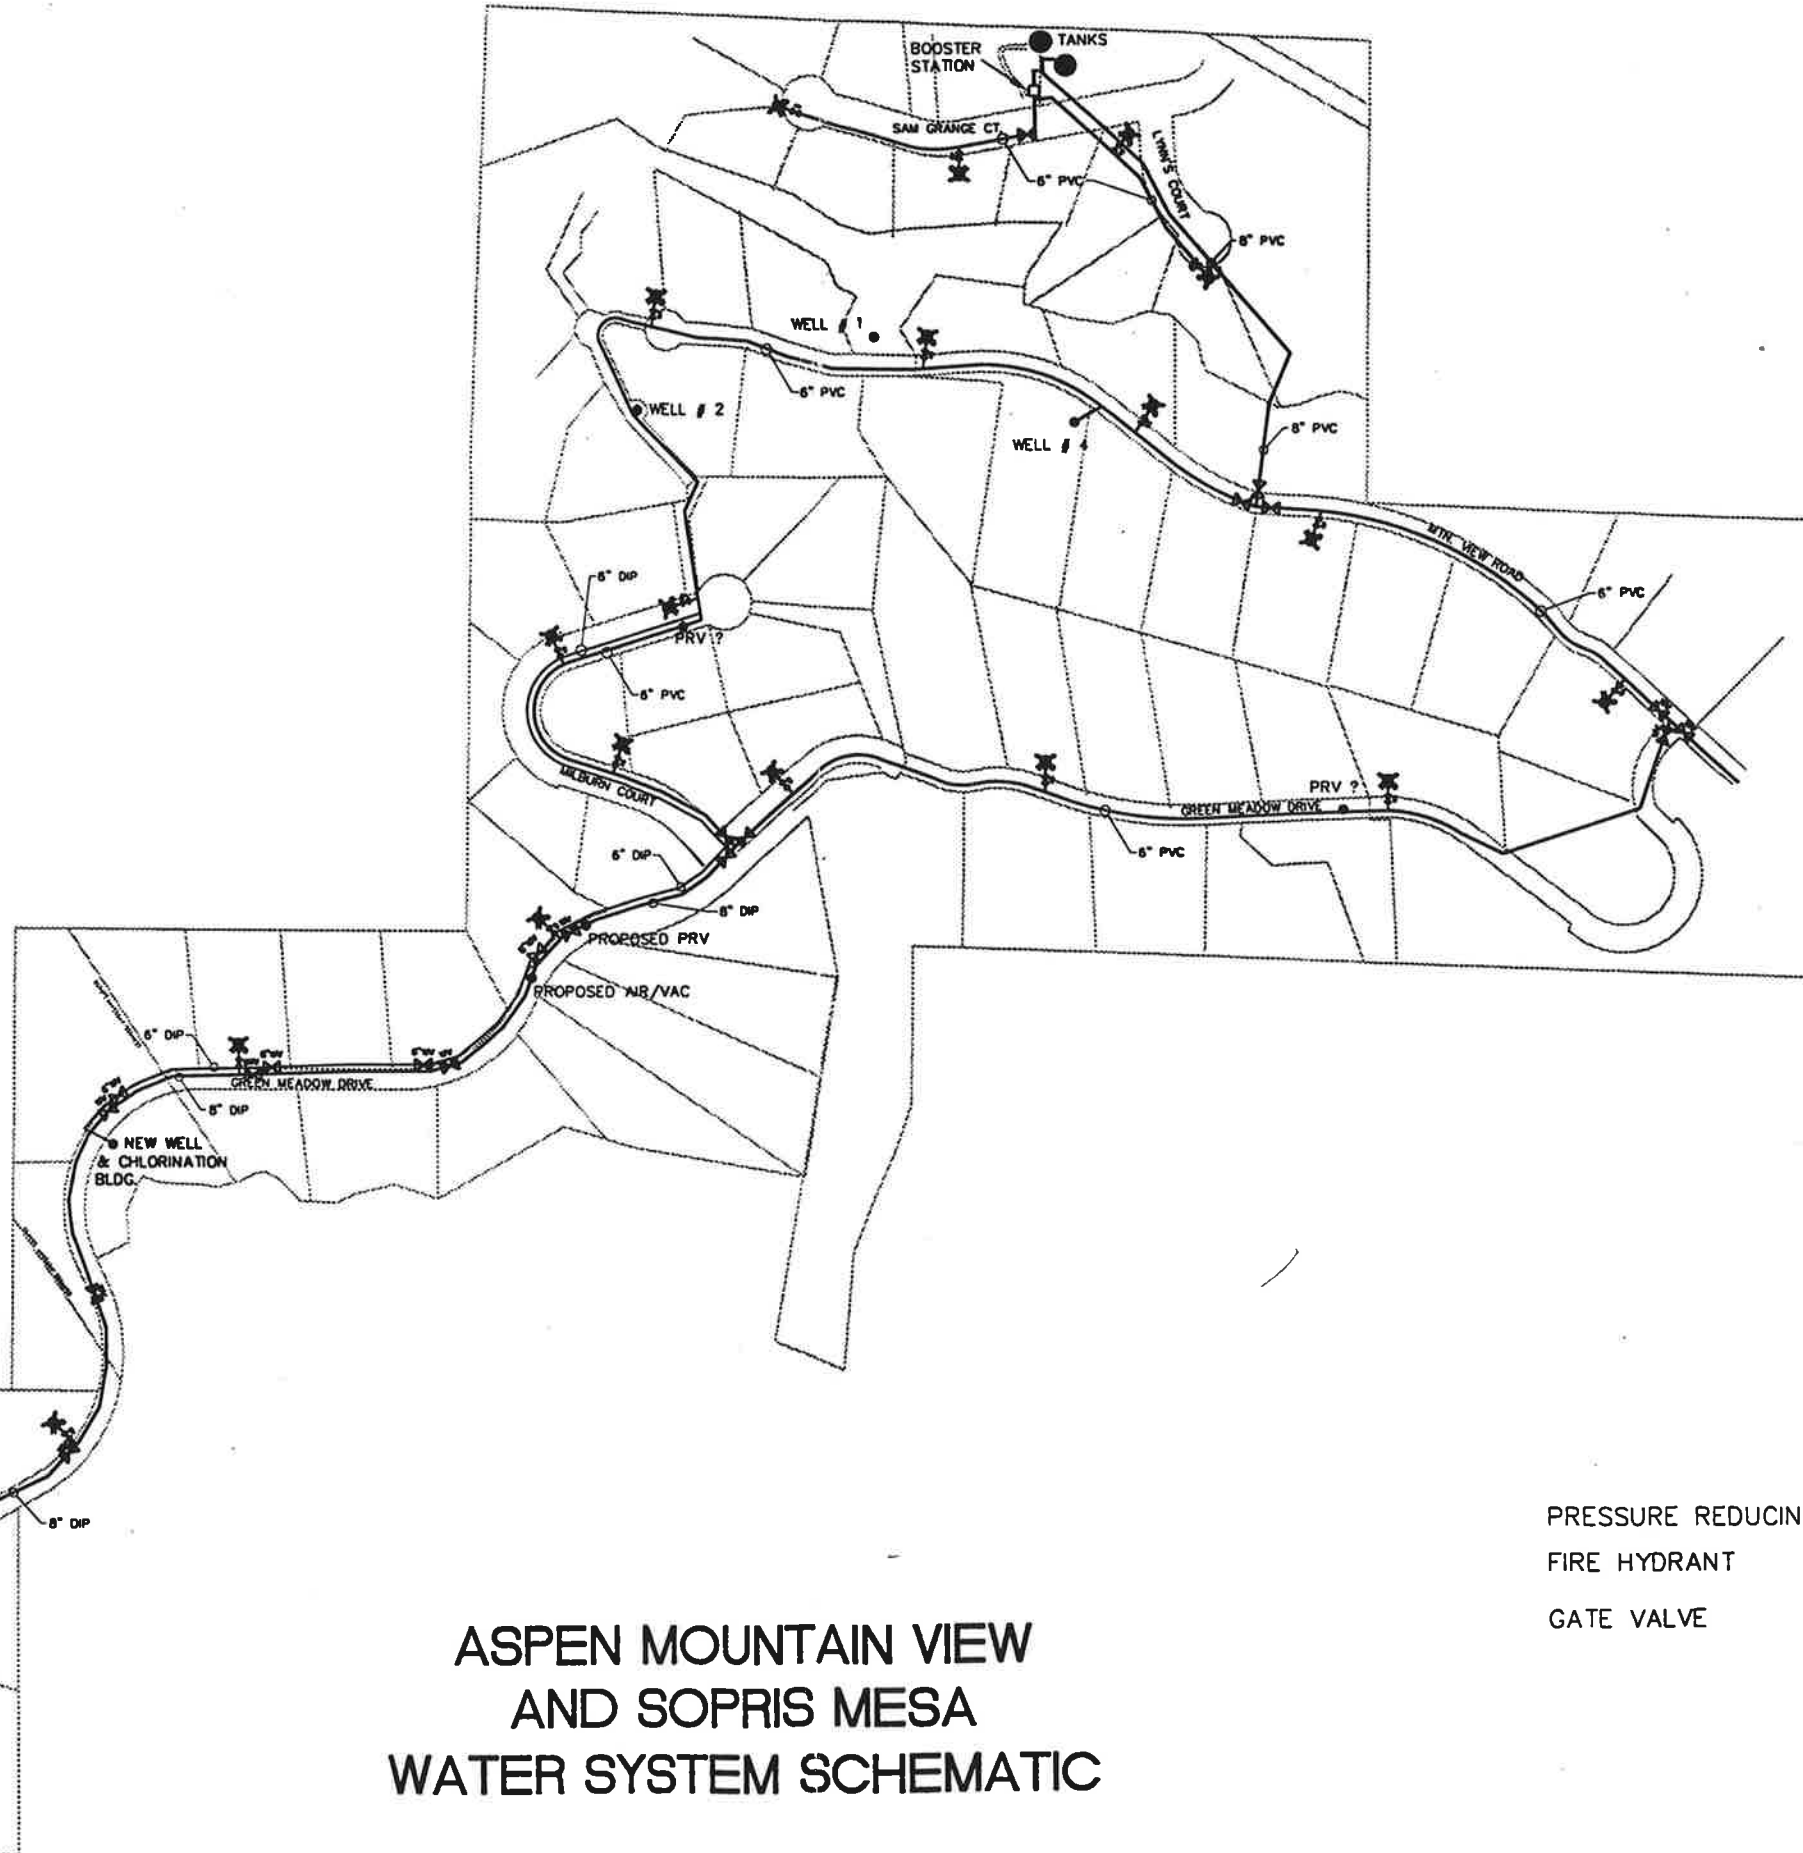 BOOSTER
STATION
TANKS
SAM GRANGE CT.
LYNN'S COURT
6" PVC
8" PVC
WELL # 1
6" PVC
WELL # 2
WELL # 4
8" PVC
MTN. VIEW ROAD
6" DIP
6" PVC
PRV ?
6" PVC
MILBURN COURT
PRV ?
GREEN MEADOW DRIVE
6" PVC
6" DIP
8" DIP
PROPOSED PRV
PROPOSED AIR/VAC
6" DIP
GREEN MEADOW DRIVE
8" DIP
NEW WELL
& CHLORINATION
BLDG.
8" DIP
PRESSURE REDUCIN
FIRE HYDRANT
GATE VALVE
ASPEN MOUNTAIN VIEW
AND SOPRIS MESA
WATER SYSTEM SCHEMATIC